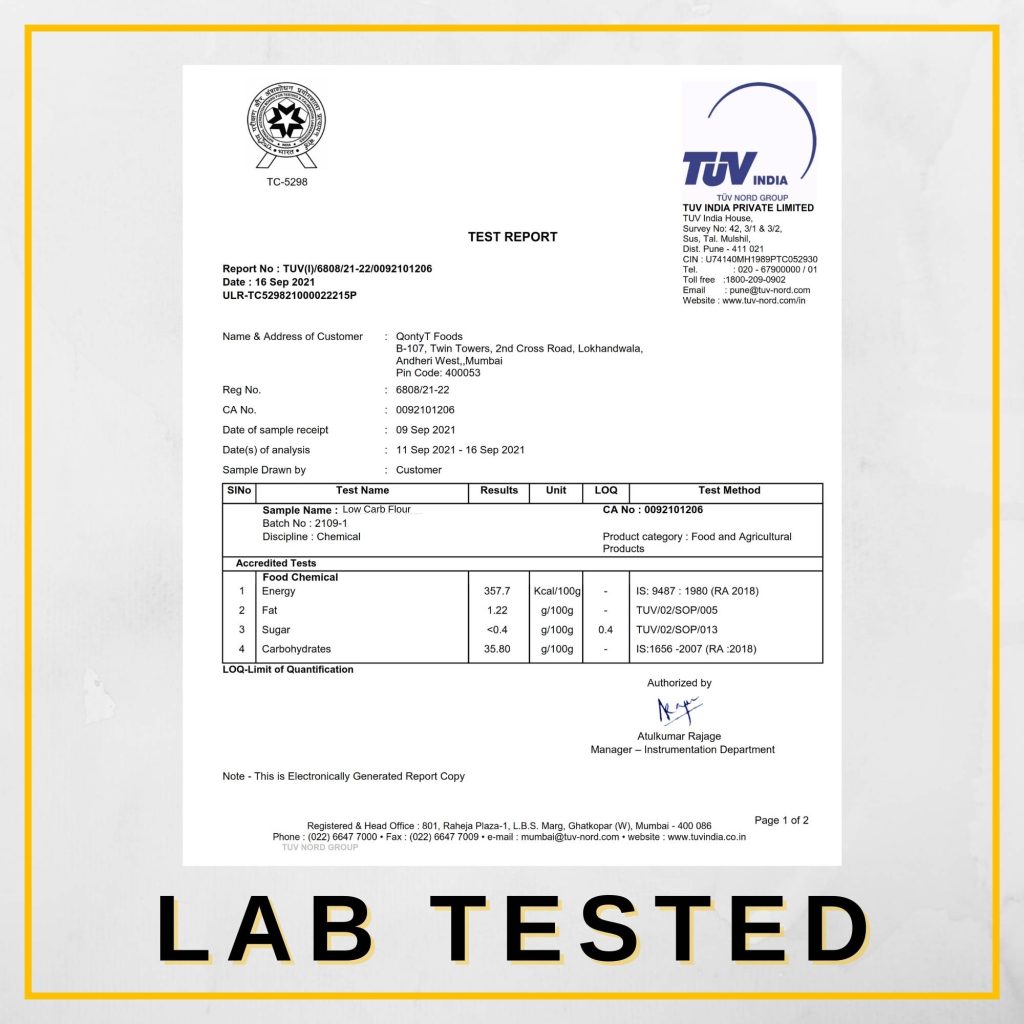 TC-5298
TÜV INDIA
TÜV NORD GROUP
TUV INDIA PRIVATE LIMITED
TUV India House,
Survey No: 42, 3/1 & 3/2,
Sus, Tal. Mulshil,
Dist. Pune - 411 021
CIN : U74140MH1989PTC052930
Tel. : 020 - 67900000 / 01
Toll free :1800-209-0902
Email : pune@tuv-nord.com
Website : www.tuv-nord.com/in
TEST REPORT
Report No : TUV(I)/6808/21-22/0092101206
Date : 16 Sep 2021
ULR-TC529821000022215P
Name & Address of Customer : QontyT Foods
B-107, Twin Towers, 2nd Cross Road, Lokhandwala,
Andheri West,,Mumbai
Pin Code: 400053
Reg No. : 6808/21-22
CA No. : 0092101206
Date of sample receipt : 09 Sep 2021
Date(s) of analysis : 11 Sep 2021 - 16 Sep 2021
Sample Drawn by : Customer
SlNo Test Name Results Unit LOQ Test Method
Sample Name : Low Carb Flour CA No : 0092101206
Batch No : 2109-1
Discipline : Chemical Product category : Food and Agricultural
Products
Accredited Tests
Food Chemical
1 Energy 357.7 Kcal/100g - IS: 9487 : 1980 (RA 2018)
2 Fat 1.22 g/100g - TUV/02/SOP/005
3 Sugar <0.4 g/100g 0.4 TUV/02/SOP/013
4 Carbohydrates 35.80 g/100g - IS:1656 -2007 (RA :2018)
LOQ-Limit of Quantification
Authorized by
Atulkumar Rajage
Manager – Instrumentation Department
Note - This is Electronically Generated Report Copy
Page 1 of 2
Registered & Head Office : 801, Raheja Plaza-1, L.B.S. Marg, Ghatkopar (W), Mumbai - 400 086
Phone : (022) 6647 7000 • Fax : (022) 6647 7009 • e-mail : mumbai@tuv-nord.com • website : www.tuvindia.co.in
TUV NORD GROUP
LAB TESTED